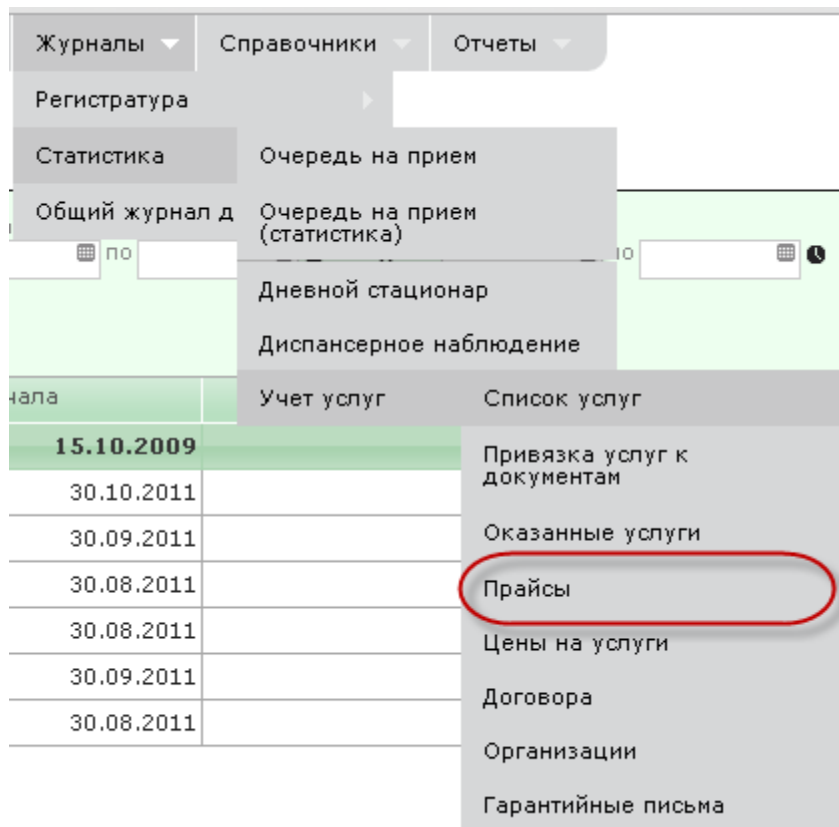 Журналы Справочники Отчеты
Регистратура
Статистика Очередь на прием
Общий журнал д Очередь на прием
(статистика)
по
Дневной стационар
Диспансерное наблюдение
чала Учет услуг Список услуг
15.10.2009 Привязка услуг к
документам
30.10.2011
30.09.2011 Оказанные услуги
30.08.2011 Прайсы
30.08.2011 Цены на услуги
30.09.2011 Договора
30.08.2011
Организации
Гарантийные письма